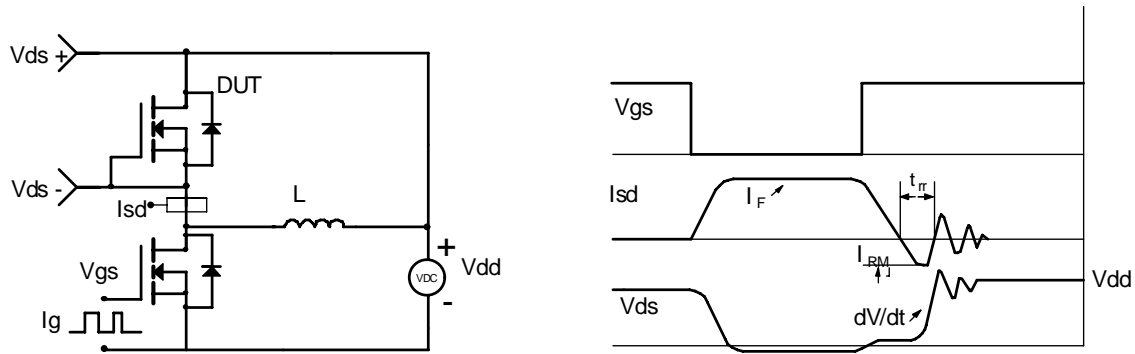 Vds +
DUT
Vds -
Isd
L
Vgs
+
VDC
Vdd
-
Ig
Vgs
Isd
I F
t rr
I RM
Vds
dV/dt
Vdd